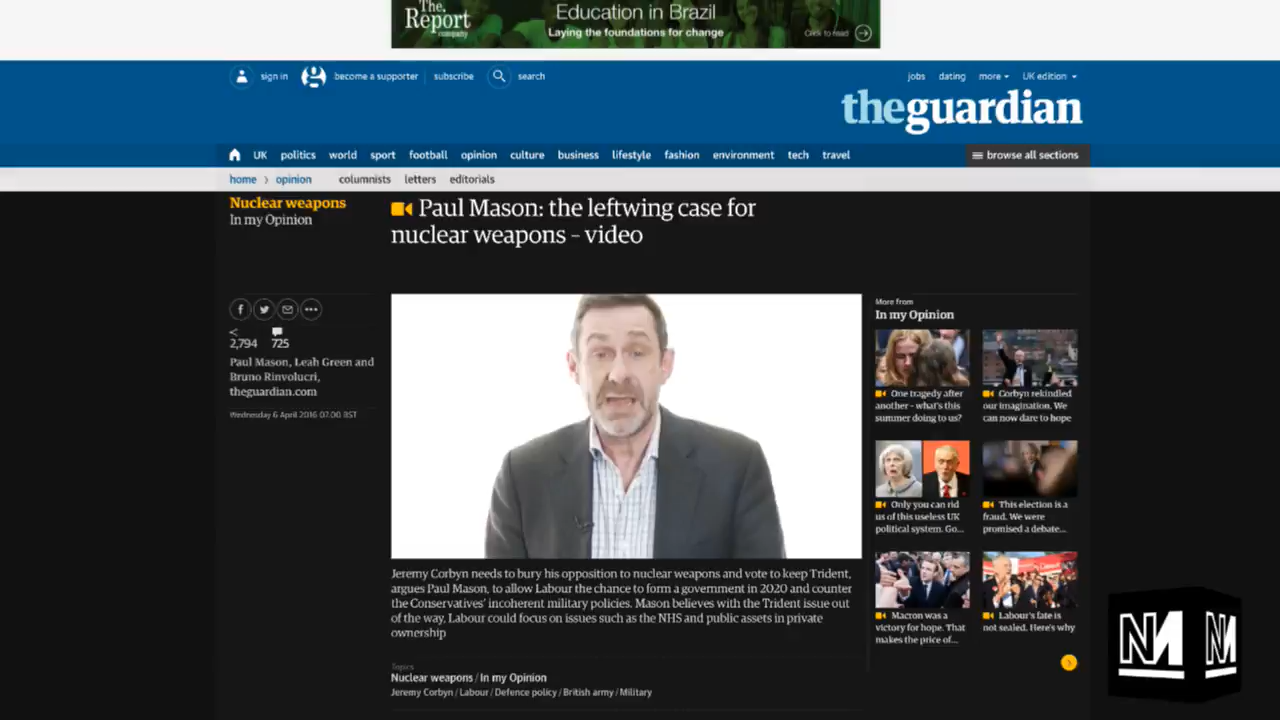 The
Report
company
Education in Brazil
Laying the foundations for change
Click to read
sign in
become a supporter
subscribe
search
jobs
dating
more
UK edition
theguardian
UK
politics
world
sport
football
opinion
culture
business
lifestyle
fashion
environment
tech
travel
browse all sections
home
opinion
columnists
letters
editorials
Nuclear weapons
In my Opinion
Paul Mason: the leftwing case for
nuclear weapons – video
2,794
725
Paul Mason, Leah Green and
Bruno Rinvolucri,
theguardian.com
Wednesday 6 April 2016 07.00 BST
Jeremy Corbyn needs to bury his opposition to nuclear weapons and vote to keep Trident,
argues Paul Mason, to allow Labour the chance to form a government in 2020 and counter
the Conservatives' incoherent military policies. Mason believes with the Trident issue out
of the way, Labour could focus on issues such as the NHS and public assets in private
ownership
Topics
Nuclear weapons / In my Opinion
Jeremy Corbyn / Labour / Defence policy / British army / Military
More from
In my Opinion
One tragedy after
another – what's this
summer doing to us?
Corbyn rekindled
our imagination. We
can now dare to hope
Only you can rid
us of this useless UK
political system. Go...
This election is a
fraud. We were
promised a debate...
Macron was a
victory for hope. That
makes the price of...
Labour's fate is
not sealed. Here's why
NM
NM